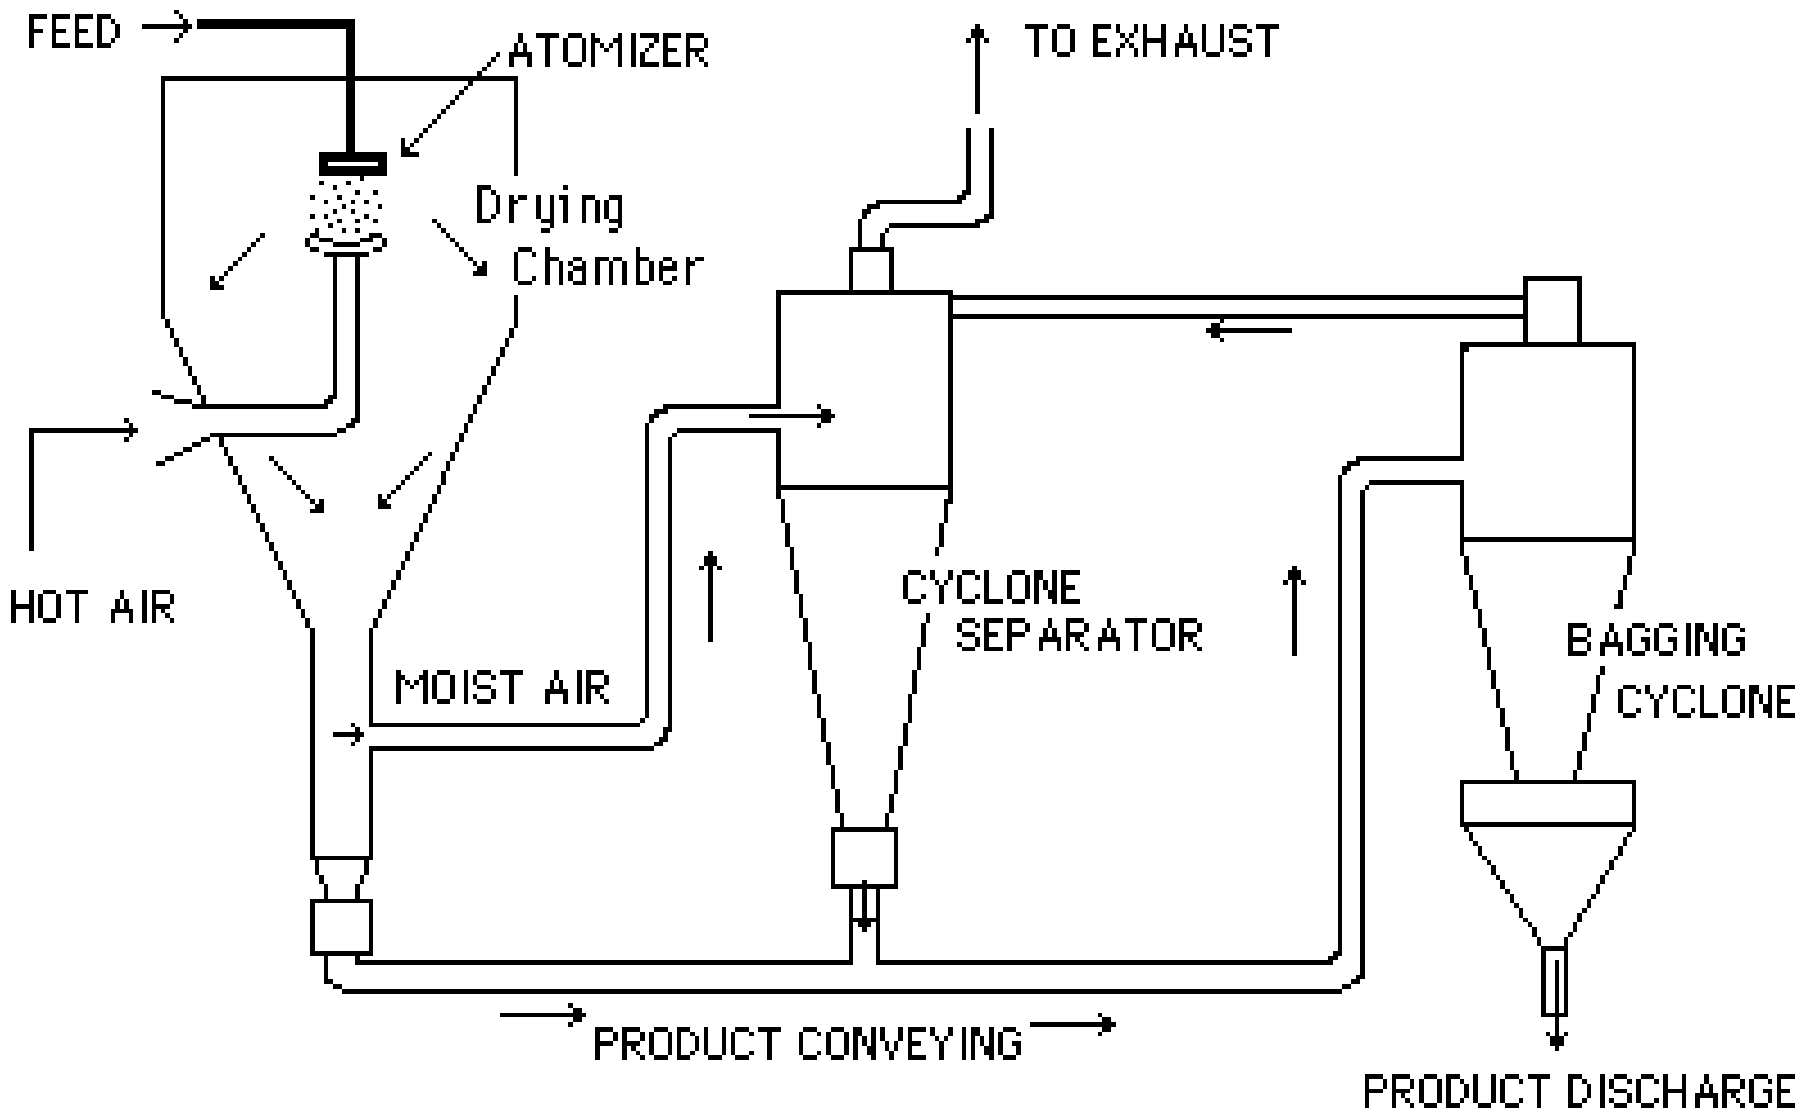 FEED
ATOMIZER
TO EXHAUST
Drying
Chamber
HOT AIR
MOIST AIR
CYCLONE
SEPARATOR
BAGGING
CYCLONE
PRODUCT CONVEYING
PRODUCT DISCHARGE